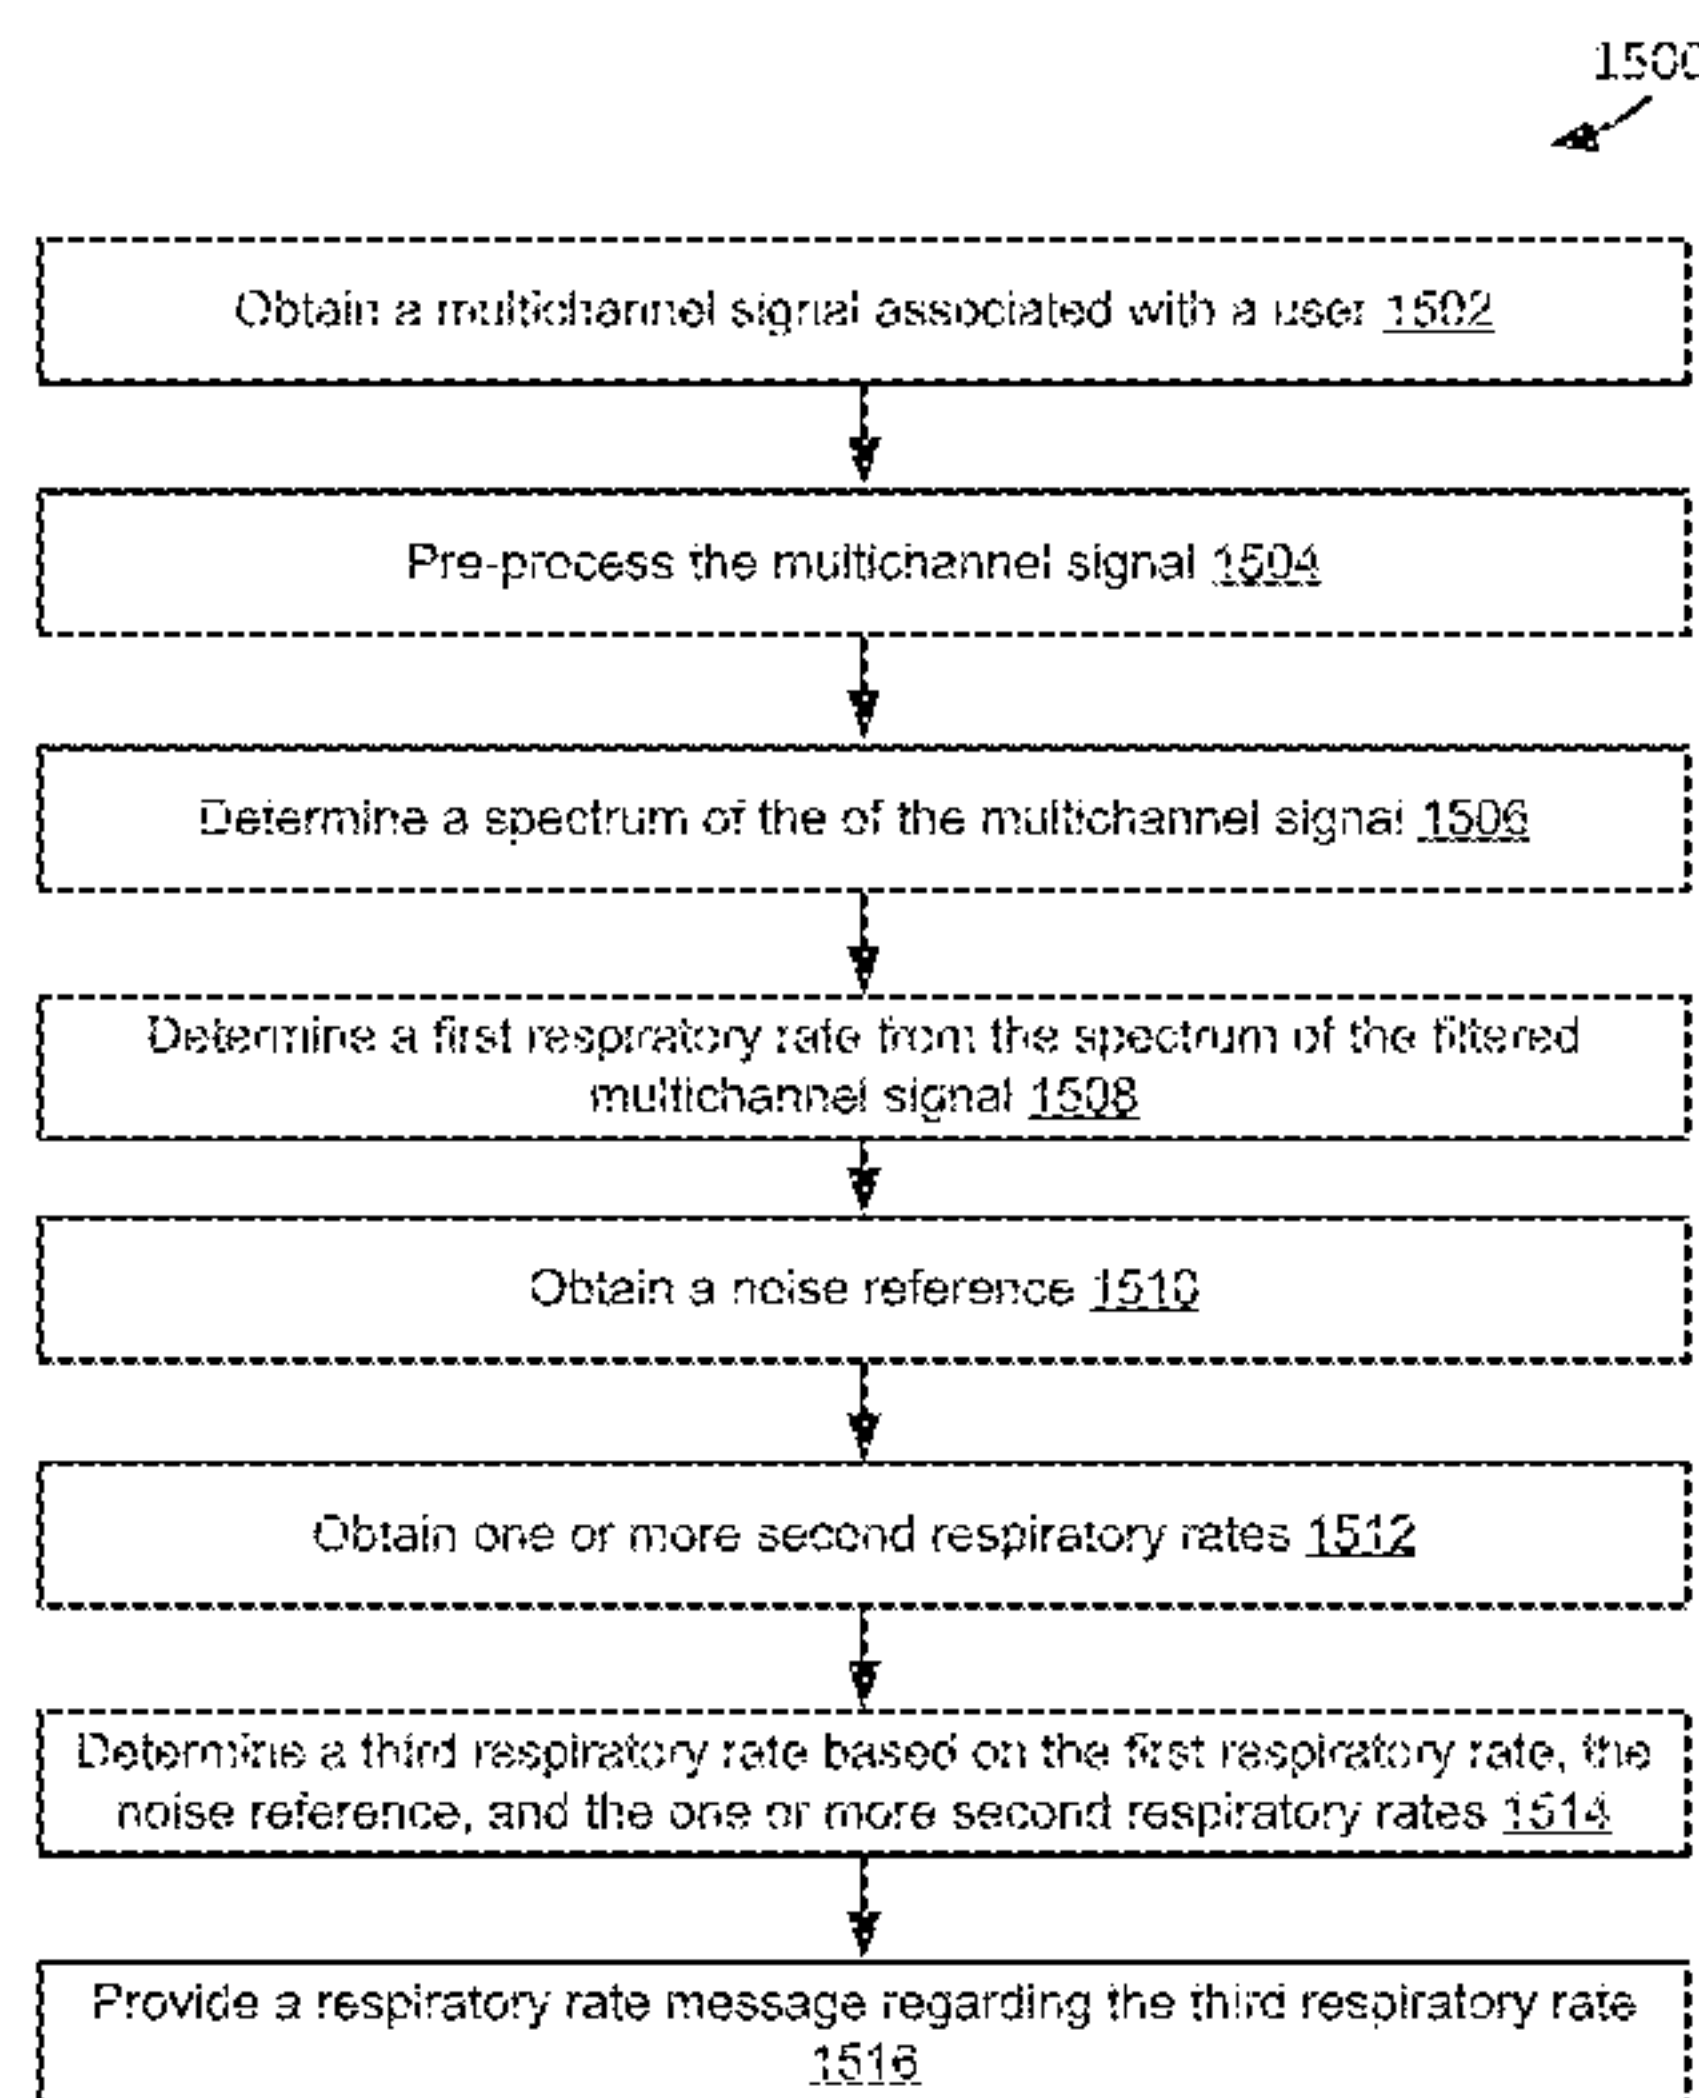 1500
Obtain a multichannel signal associated with a user 1502
Pre-process the multichannel signal 1504
Determine a spectrum of the of the multichannel signal 1506
Determine a first respiratory rate from the spectrum of the filtered
multichannel signal 1508
Obtain a noise reference 1510
Obtain one or more second respiratory rates 1512
Determine a third respiratory rate based on the first respiratory rate, the
noise reference, and the one or more second respiratory rates 1514
Provide a respiratory rate message regarding the third respiratory rate
1516